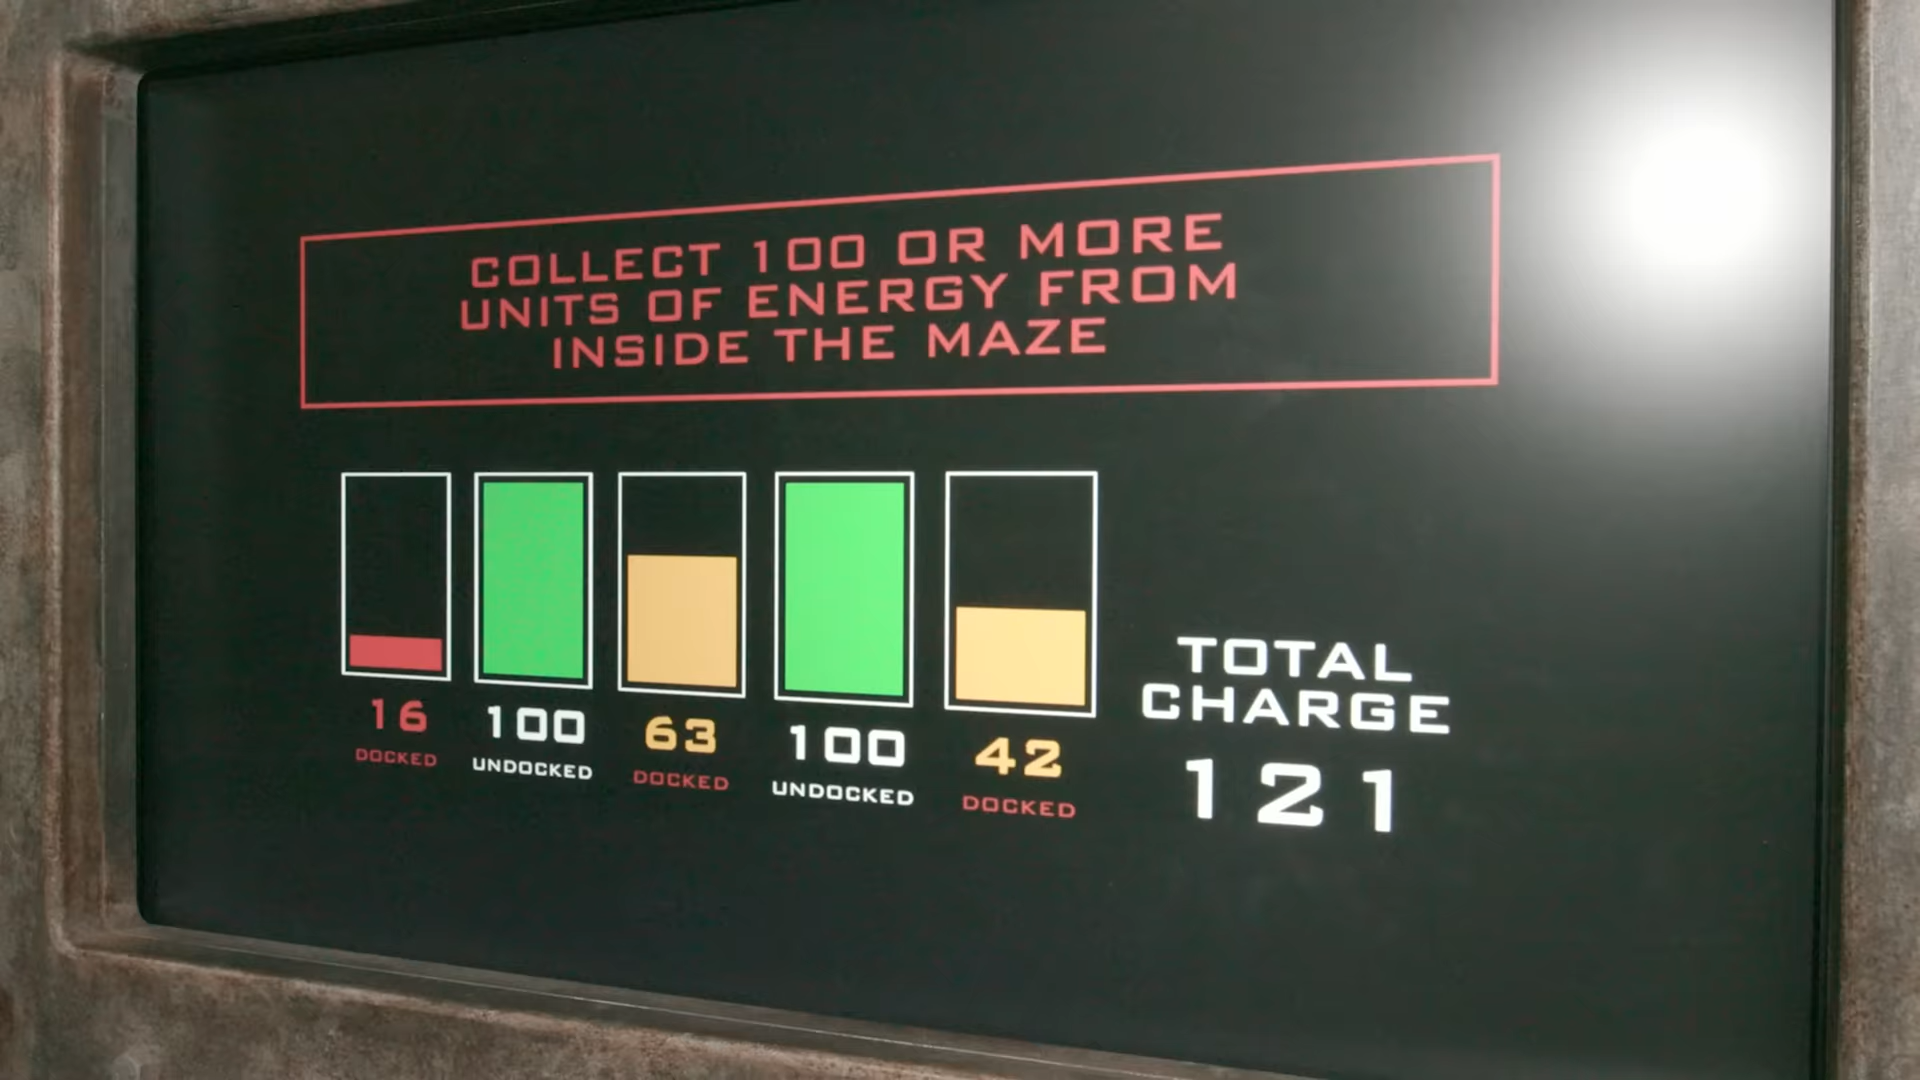 COLLECT 100 OR MORE
UNITS OF ENERGY FROM
INSIDE THE MAZE
16
DOCKED
100
UNDOCKED
63
DOCKED
100
UNDOCKED
42
DOCKED
TOTAL
CHARGE
121